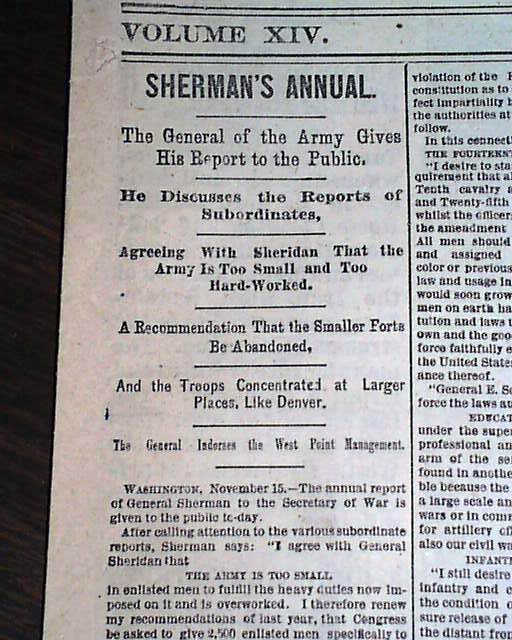 VOLUME XIV.
SHERMAN'S ANNUAL.
The General of the Army Gives
His Report to the Public.
He Discusses the Reports of
Subordinates,
Agreeing With Sheridan That the
Army Is Too Small and Too
Hard-Worked.
A Recommendation That the Smaller Forts
Be Abandoned,
And the Troops Concentrated at Larger
Places, Like Denver.
The General Indorses the West Point Management.
WASHINGTON, November 15.—The annual report
of General Sherman to the Secretary of War is
given to the public to-day.
After calling attention to the various subordinate
reports, Sherman says: "I agree with General
Sheridan that
THE ARMY IS TOO SMALL
in enlisted men to fulfill the heavy duties now im-
posed on it and is overworked. I therefore renew
my recommendations of last year, that Congress
be asked to give 2,500 enlisted men specifically
violation of the
constitution as to
fect impartiality
the authorities at
follow.
In this connect
THE FOURTEENT
"I desire to sta
quirement that al
Tenth cavalry
and Twenty-fifth
whilst the officers
the amendment
All men should
and assigned
color or previous
law and usage in
would soon grow
men on earth ha
tution and laws
own and the goo
force faithfully e
the United States
ance thereof.
"General E. Sc
force the laws au
EDUCAT
under the super
professional an
arm of the se
found in anothe
ble because the
a large scale an
wars or in comm
for artillery off
also our civil wa
INFANT
"I still desire
infantry and
the condition
sure release of
the distant fron